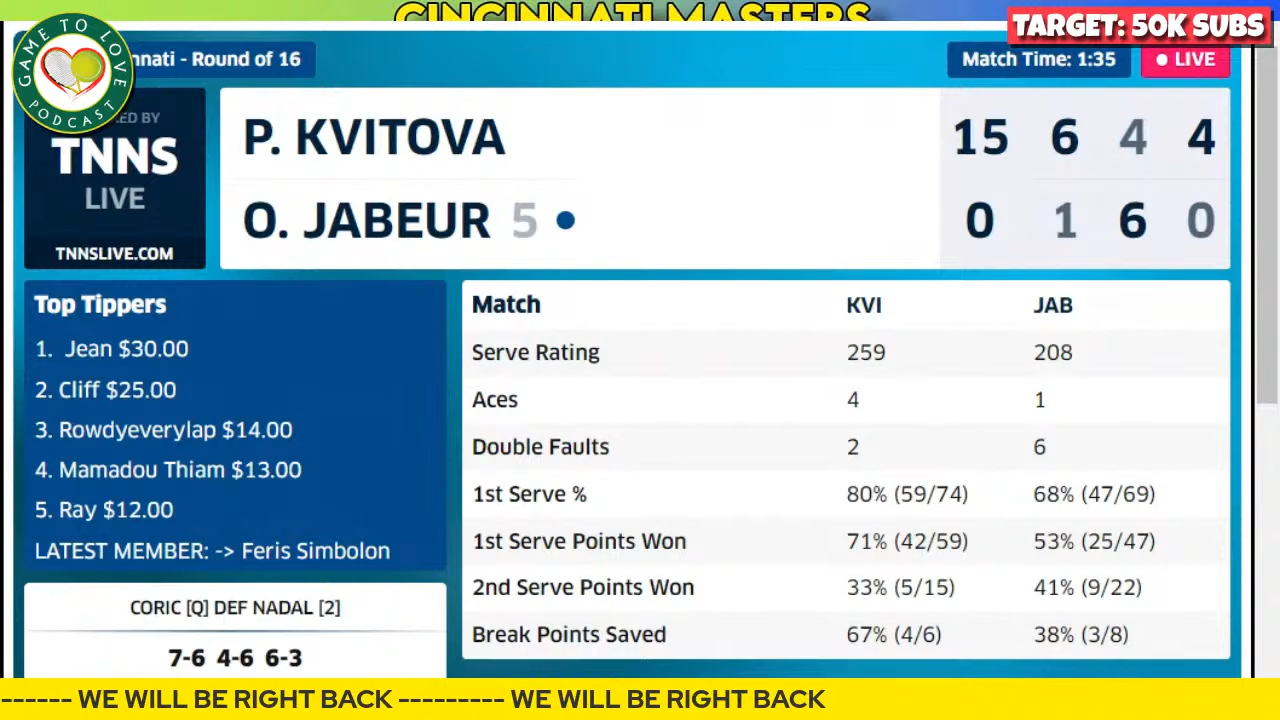 CINCINNATI MASTERS
TARGET: 50K SUBS
GAME TO LOVE
PODCAST
nnati - Round of 16
Match Time: 1:35
LIVE
ED BY
TNNS
LIVE
TNNSLIVE.COM
P. KVITOVA 15 6 4 4
O. JABEUR 5 0 1 6 0
Top Tippers
1. Jean $30.00
2. Cliff $25.00
3. Rowdyeverylap $14.00
4. Mamadou Thiam $13.00
5. Ray $12.00
LATEST MEMBER: -> Feris Simbolon
CORIC [Q] DEF NADAL [2]
7-6 4-6 6-3
Match KVI JAB
Serve Rating 259 208
Aces 4 1
Double Faults 2 6
1st Serve % 80% (59/74) 68% (47/69)
1st Serve Points Won 71% (42/59) 53% (25/47)
2nd Serve Points Won 33% (5/15) 41% (9/22)
Break Points Saved 67% (4/6) 38% (3/8)
------ WE WILL BE RIGHT BACK --------- WE WILL BE RIGHT BACK